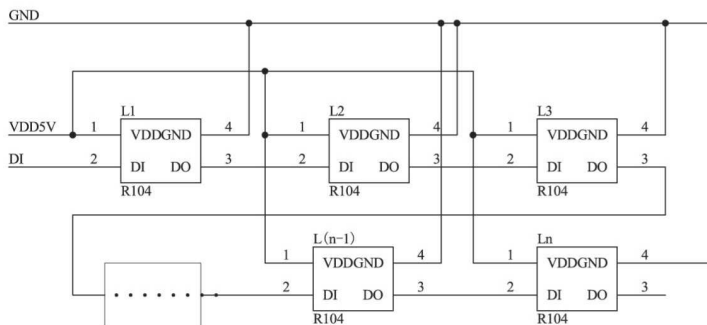 GND
L1 L2 L3
VDD5V 1 VDDGND 4 1 VDDGND 4 1 VDDGND 4
DI 2 DI DO 3 2 DI DO 3 2 DI DO 3
R104 R104 R104
L(n-1) Ln
1 VDDGND 4 1 VDDGND 4
2 DI DO 3 2 DI DO 3
R104 R104